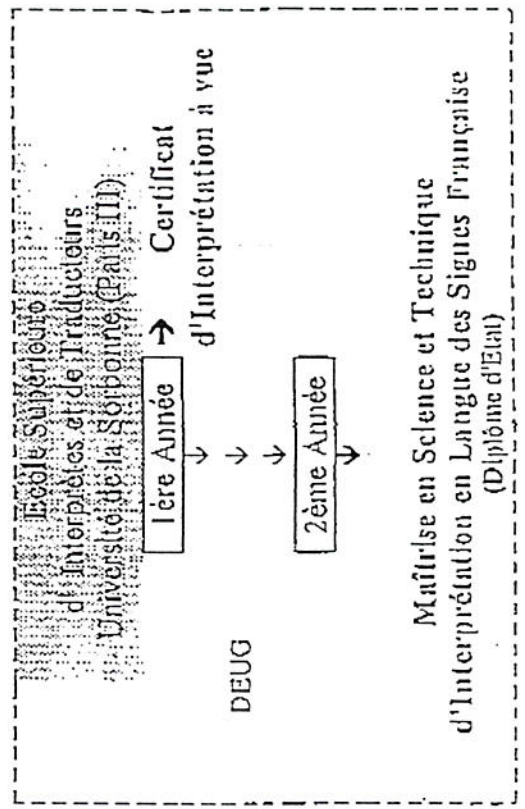 École Supérieure
d'Interprètes et de Traducteurs
Université de la Sorbonne (Paris III)
1ère Année → Certificat
d'Interprétation à vue
DEUG
2ème Année
Maîtrise en Science et Technique
d'Interprétation en Langue des Signes Française
(Diplôme d'Etat)